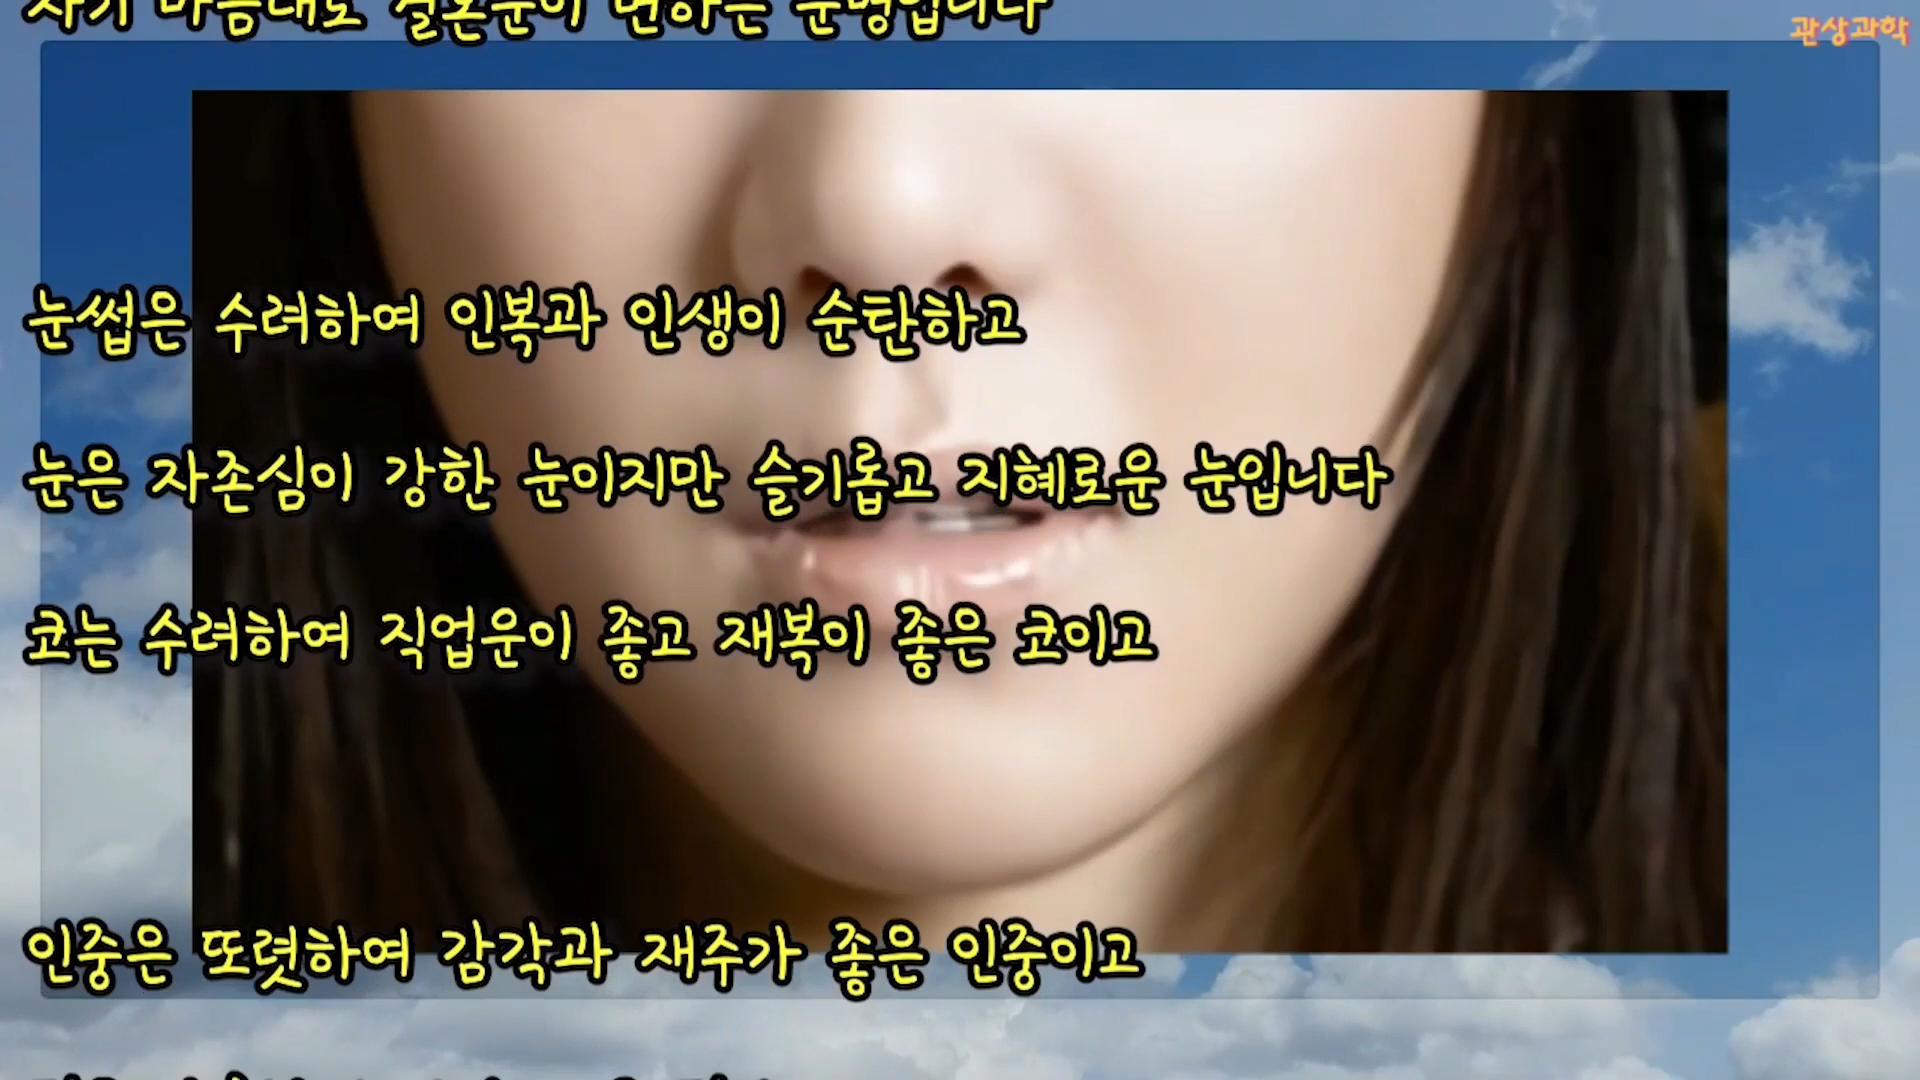 관상과학
눈썹은 수려하여 인복과 인생이 순탄하고
눈은 자존심이 강한 눈이지만 슬기롭고 지혜로운 눈입니다
코는 수려하여 직업운이 좋고 재복이 좋은 코이고
인중은 또렷하여 감각과 재주가 좋은 인중이고